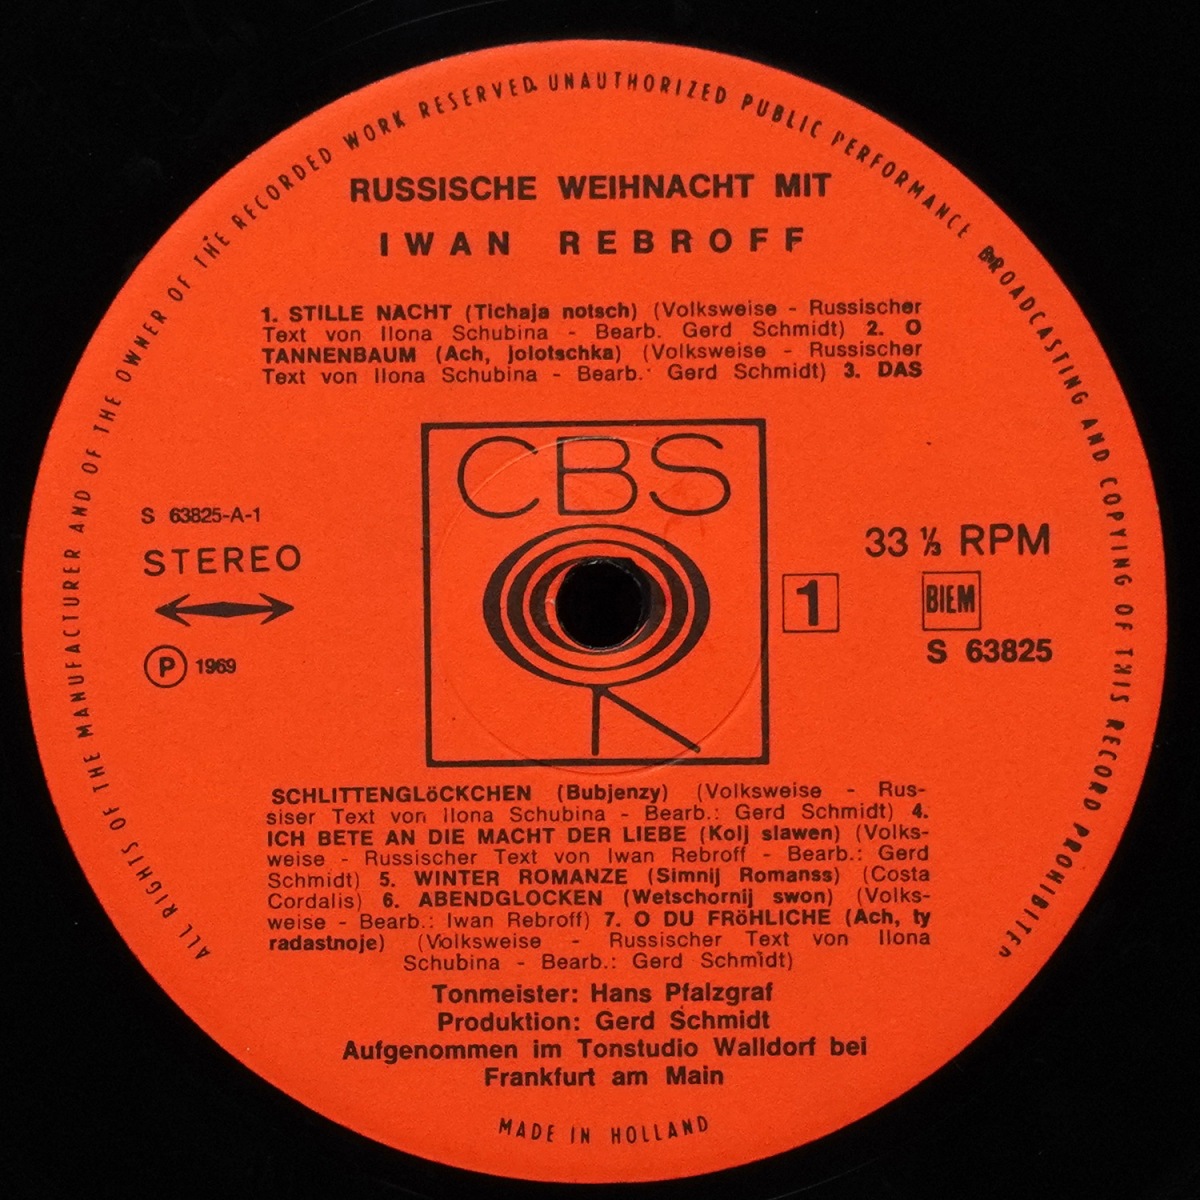 ALL RIGHTS OF THE MANUFACTURER AND OF THE OWNER OF THE RECORDED WORK RESERVED. UNAUTHORIZED PUBLIC PERFORMANCE BROADCASTING AND COPYING OF THIS RECORD PROHIBITED
RUSSISCHE WEIHNACHT MIT
IWAN REBROFF
1. STILLE NACHT (Tichaja notsch) (Volksweise - Russischer
Text von Ilona Schubina - Bearb. Gerd Schmidt) 2. O
TANNENBAUM (Ach, jolotschka) (Volksweise - Russischer
Text von Ilona Schubina - Bearb. Gerd Schmidt) 3. DAS
CBS
S 63825-A-1
STEREO
Ⓟ 1969
1
33 ⅓ RPM
BIEM
S 63825
SCHLITTENGLöCKCHEN (Bubjenzy) (Volksweise - Rus-
siser Text von Ilona Schubina - Bearb.: Gerd Schmidt) 4.
ICH BETE AN DIE MACHT DER LIEBE (Kolj slawen) (Volks-
weise - Russischer Text von Iwan Rebroff - Bearb.: Gerd
Schmidt) 5. WINTER ROMANZE (Simnij Romanss) (Costa
Cordalis) 6. ABENDGLOCKEN (Wetschornij swon) (Volks-
weise - Bearb.: Iwan Rebroff) 7. O DU FRöHLICHE (Ach, ty
radastnoje) (Volksweise - Russischer Text von Ilona
Schubina - Bearb.: Gerd Schmidt)
Tonmeister: Hans Pfalzgraf
Produktion: Gerd Schmidt
Aufgenommen im Tonstudio Walldorf bei
Frankfurt am Main
MADE IN HOLLAND